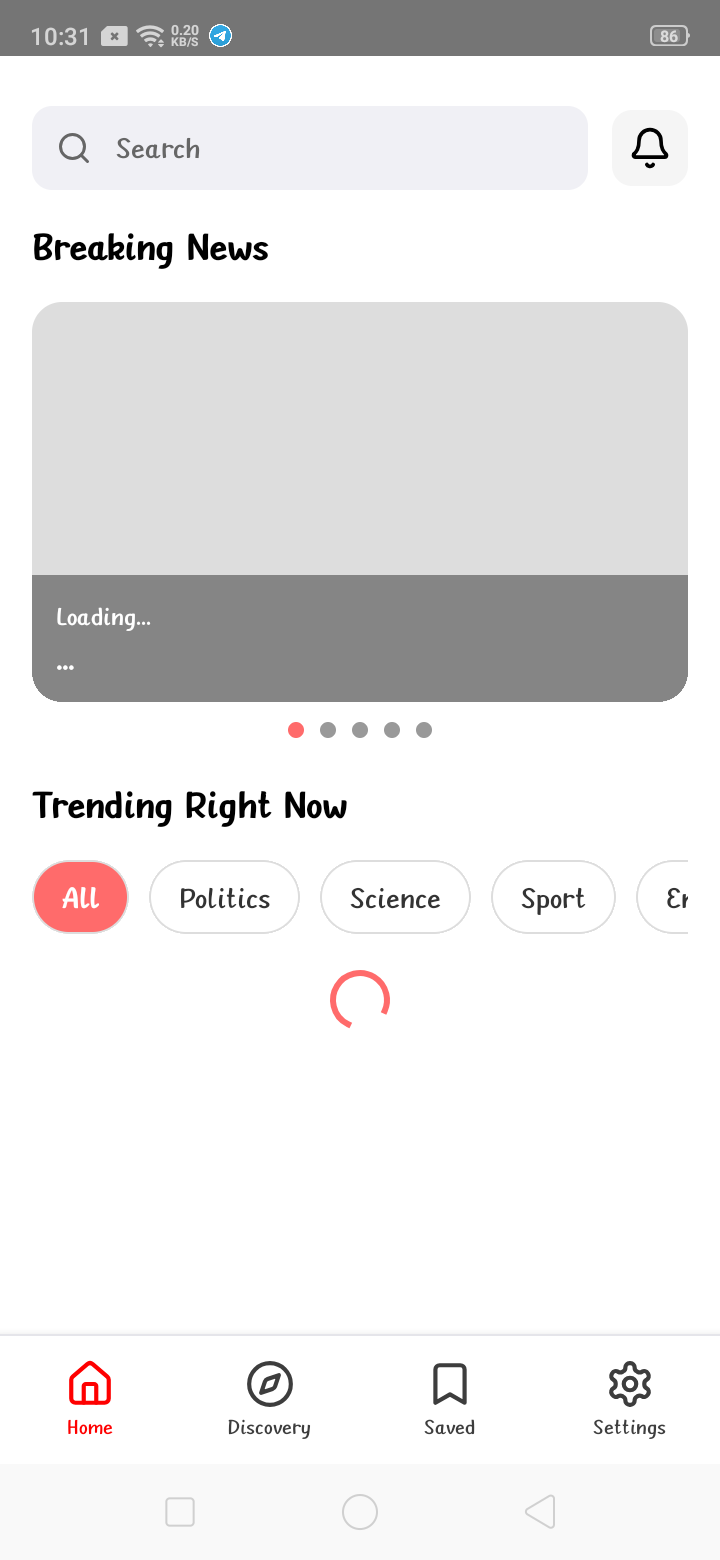 10:31 0.20 KB/S 86
Search
Breaking News
Loading...
...
Trending Right Now
All Politics Science Sport En
Home Discovery Saved Settings